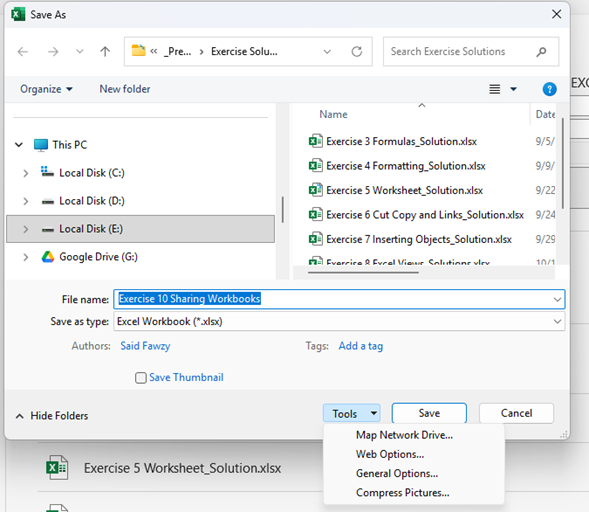 Save As
_Pre... Exercise Solu...
Search Exercise Solutions
Organize
New folder
Name
Date
This PC
Local Disk (C:)
Local Disk (D:)
Local Disk (E:)
Google Drive (G:)
Exercise 3 Formulas_Solution.xlsx 9/5/
Exercise 4 Formatting_Solution.xlsx 9/9/
Exercise 5 Worksheet_Solution.xlsx 9/22
Exercise 6 Cut Copy and Links_Solution.xlsx 9/24
Exercise 7 Inserting Objects_Solution.xlsx 9/29
Exercise 8 Excel Views_Solutions.xlsx 10/1
EXC
File name: Exercise 10 Sharing Workbooks
Save as type: Excel Workbook (*.xlsx)
Authors: Said Fawzy
Tags: Add a tag
Save Thumbnail
Hide Folders
Tools
Save
Cancel
Map Network Drive...
Web Options...
General Options...
Compress Pictures...
Exercise 5 Worksheet_Solution.xlsx